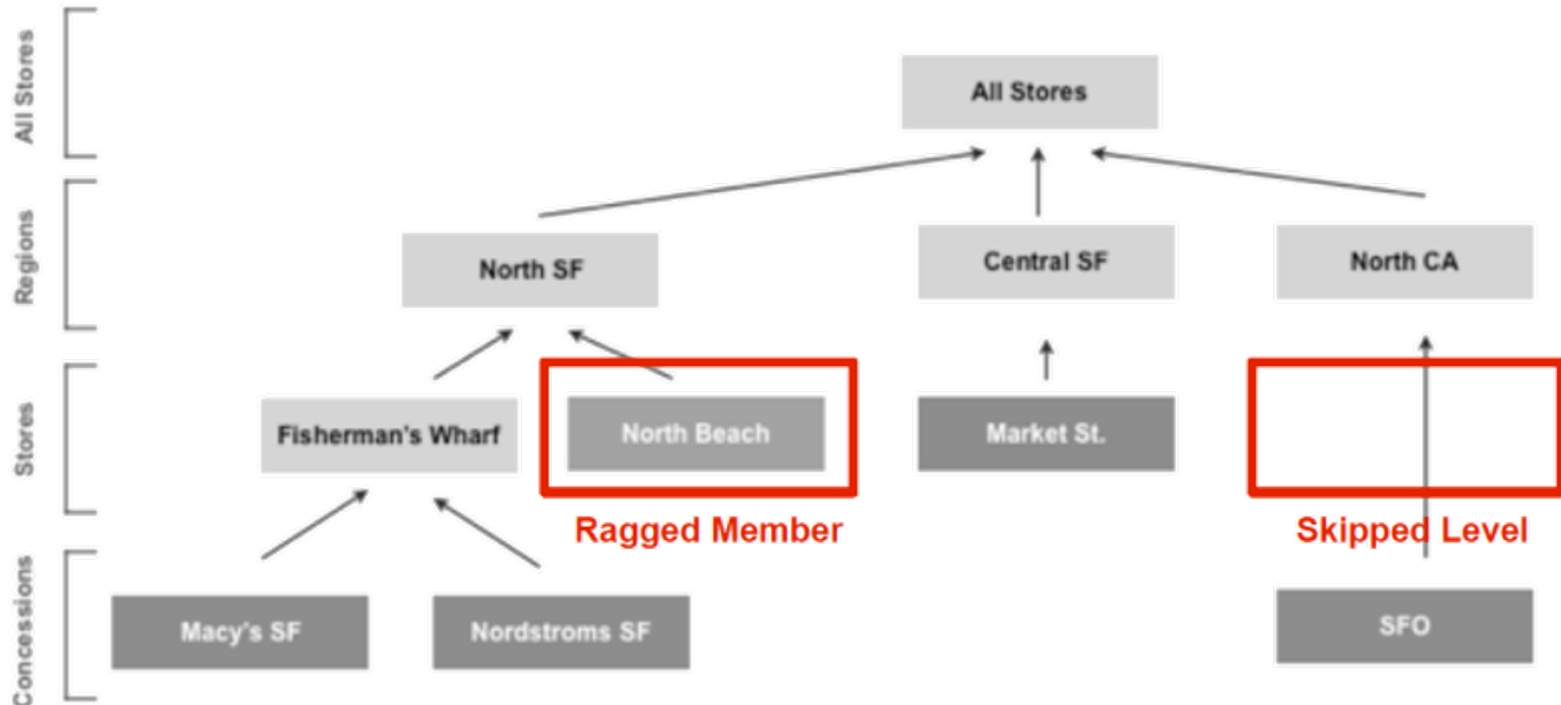 All Stores
All Stores
Regions
North SF
Central SF
North CA
Stores
Fisherman's Wharf
North Beach
Market St.
Ragged Member
Skipped Level
Concessions
Macy's SF
Nordstroms SF
SFO